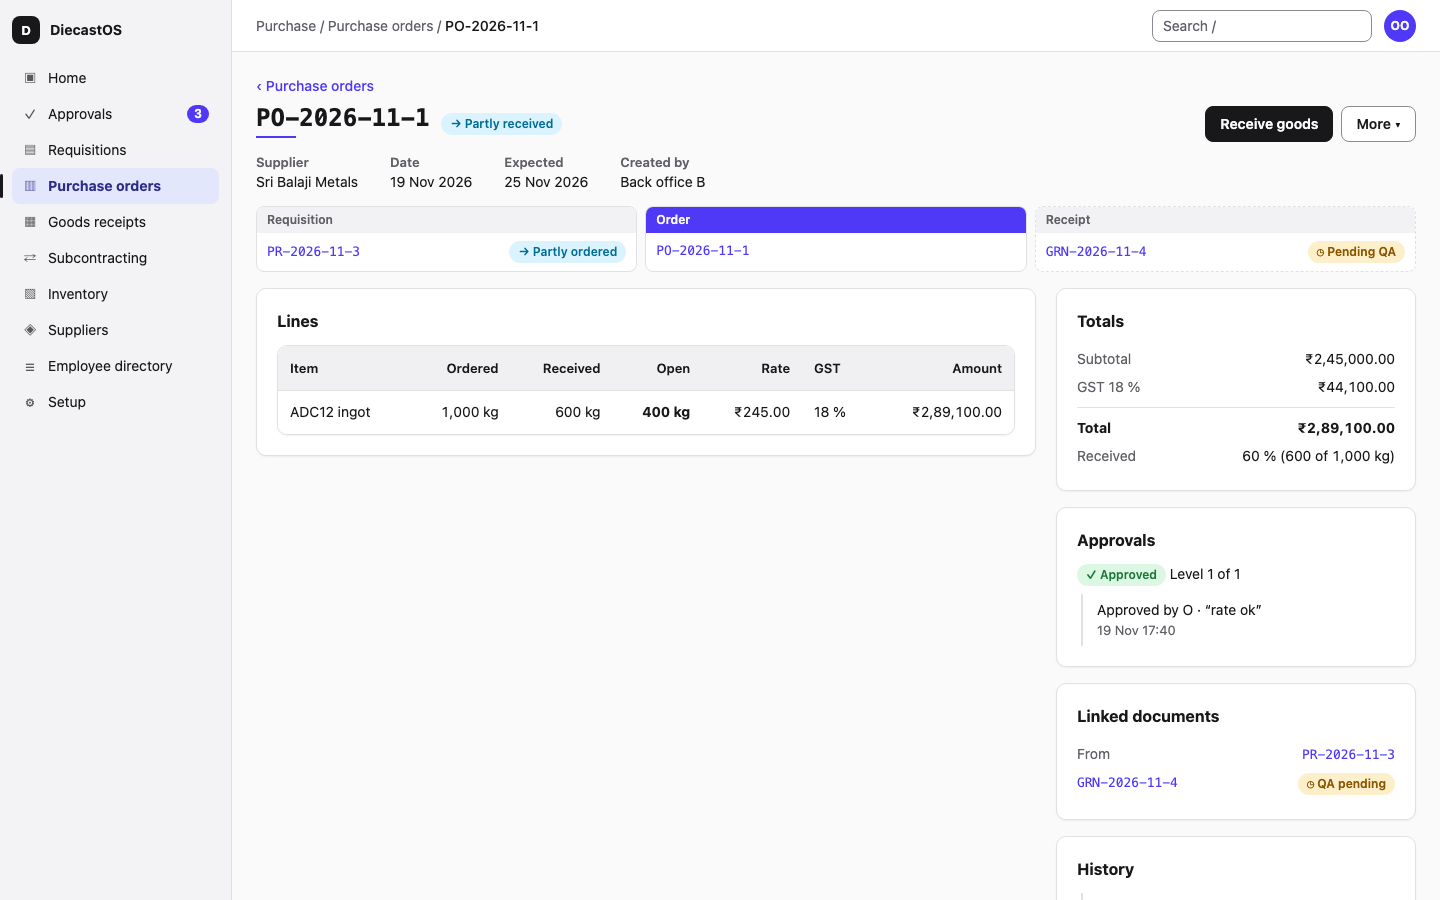 D DiecastOS
Home
Approvals 3
Requisitions
Purchase orders
Goods receipts
Subcontracting
Inventory
Suppliers
Employee directory
Setup
Purchase / Purchase orders / PO-2026-11-1
Search /
OO
‹ Purchase orders
PO-2026-11-1 → Partly received
Receive goods
More ▾
Supplier Date Expected Created by
Sri Balaji Metals 19 Nov 2026 25 Nov 2026 Back office B
Requisition
PR-2026-11-3 → Partly ordered
Order
PO-2026-11-1
Receipt
GRN-2026-11-4 Pending QA
Lines
Item Ordered Received Open Rate GST Amount
ADC12 ingot 1,000 kg 600 kg 400 kg ₹245.00 18 % ₹2,89,100.00
Totals
Subtotal ₹2,45,000.00
GST 18 % ₹44,100.00
Total ₹2,89,100.00
Received 60 % (600 of 1,000 kg)
Approvals
✓ Approved Level 1 of 1
Approved by O · “rate ok”
19 Nov 17:40
Linked documents
From PR-2026-11-3
GRN-2026-11-4 QA pending
History